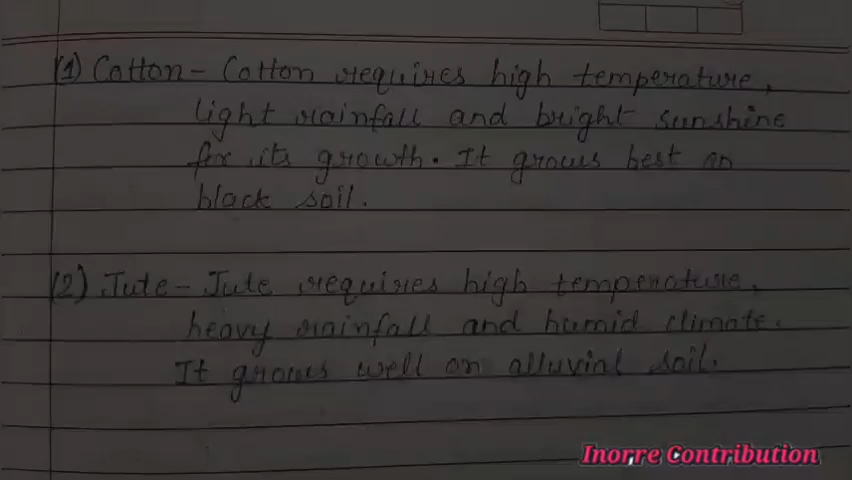 (1) Cotton - Cotton requires high temperature,
light rainfall and bright sunshine
for its growth. It grows best on
black soil.
(2) Jute - Jute requires high temperature,
heavy rainfall and humid climate.
It grows well on alluvial soil.
Inorre Contribution